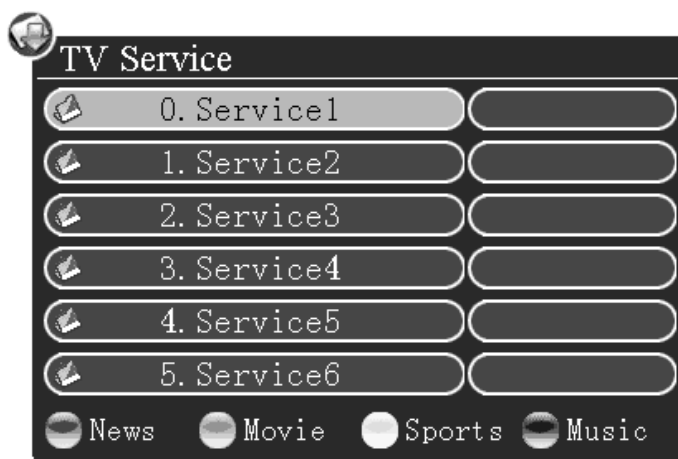 TV Service
0. Service1
1. Service2
2. Service3
3. Service4
4. Service5
5. Service6
News Movie Sports Music